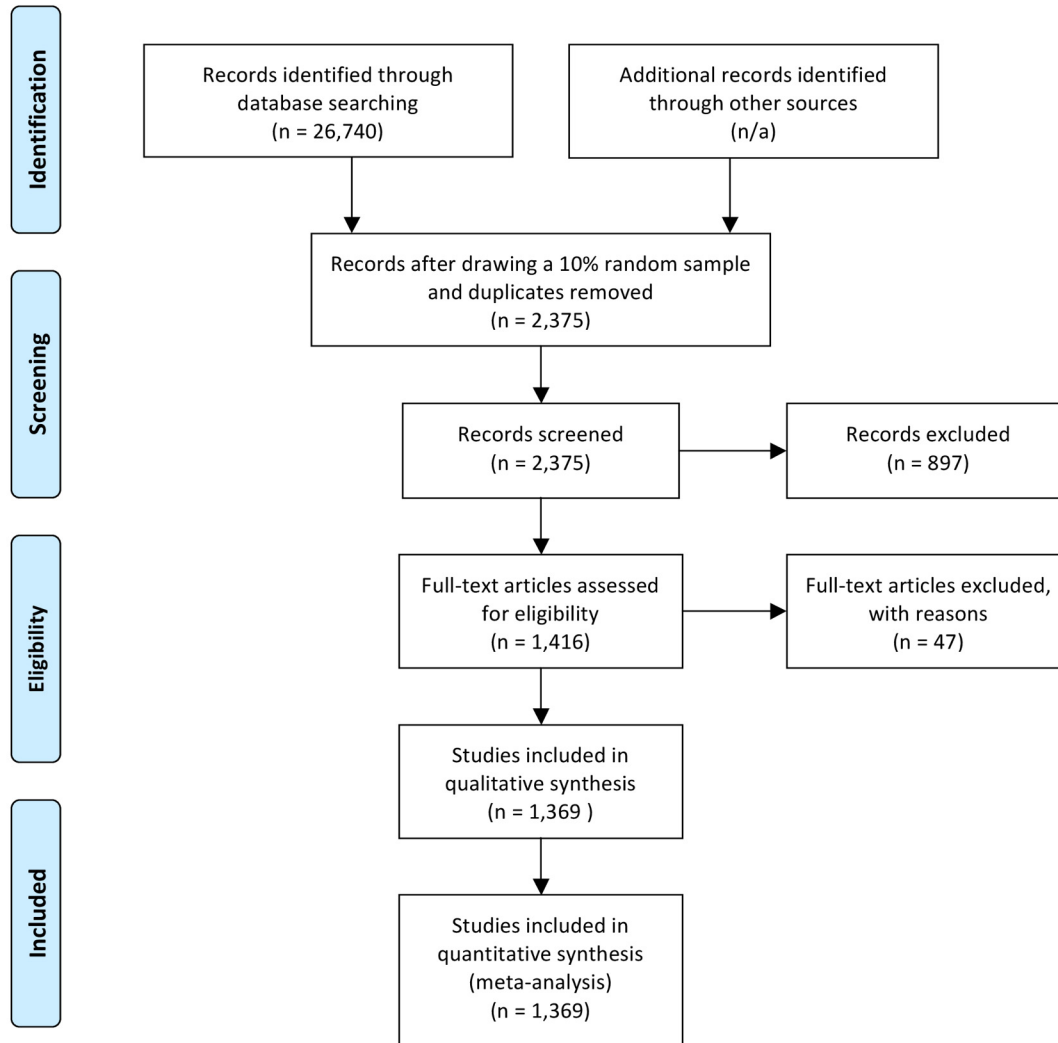 Identification
Records identified through
database searching
(n = 26,740)
Additional records identified
through other sources
(n/a)
Records after drawing a 10% random sample
and duplicates removed
(n = 2,375)
Screening
Records screened
(n = 2,375)
Records excluded
(n = 897)
Eligibility
Full-text articles assessed
for eligibility
(n = 1,416)
Full-text articles excluded,
with reasons
(n = 47)
Studies included in
qualitative synthesis
(n = 1,369 )
Included
Studies included in
quantitative synthesis
(meta-analysis)
(n = 1,369)